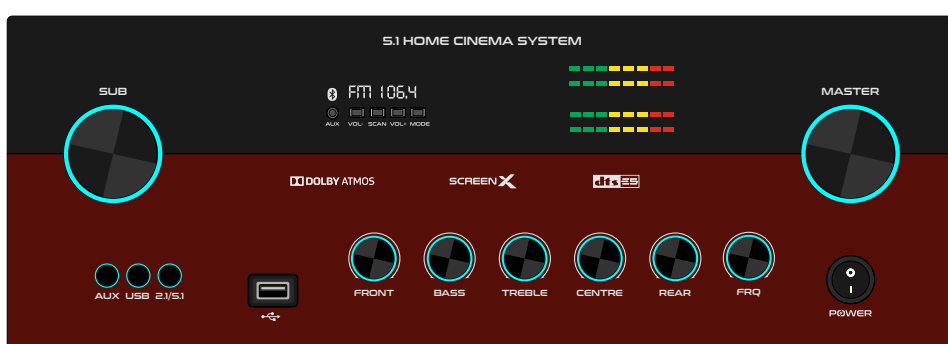 5.1 HOME CINEMA SYSTEM
SUB
MASTER
FM 106.4
AUX VOL- SCAN VOL+ MODE
DOLBY ATMOS
SCREEN X
dts ES
AUX USB 2.1/5.1
FRONT BASS TREBLE CENTRE REAR FRQ
POWER